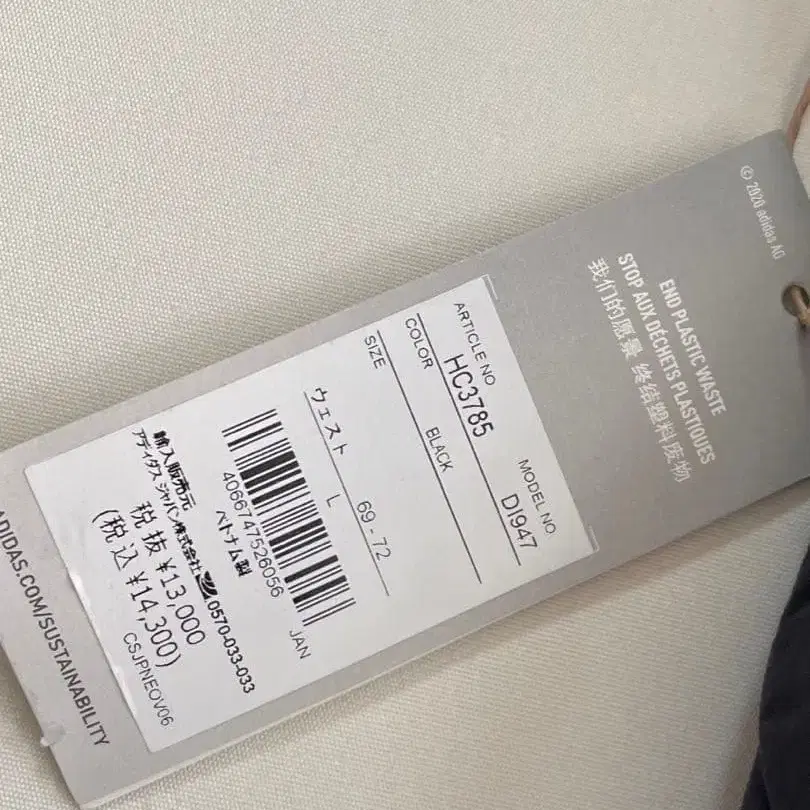 © 2020 adidas AG
END PLASTIC WASTE
STOP AUX DÉCHETS PLASTIQUES
我们的愿景 终结塑料废物
ARTICLE NO. MODEL NO.
HC3785 DI947
COLOR BLACK
SIZE
ウェスト 69-72
L
4066747526056 JAN
ベトナム製
輸入販売元
アディダス ジャパン株式会社 0570-033-033
税 抜 ¥13,000
(税 込 ¥14,300)
CSJPNEOV06
ADIDAS.COM/SUSTAINABILITY